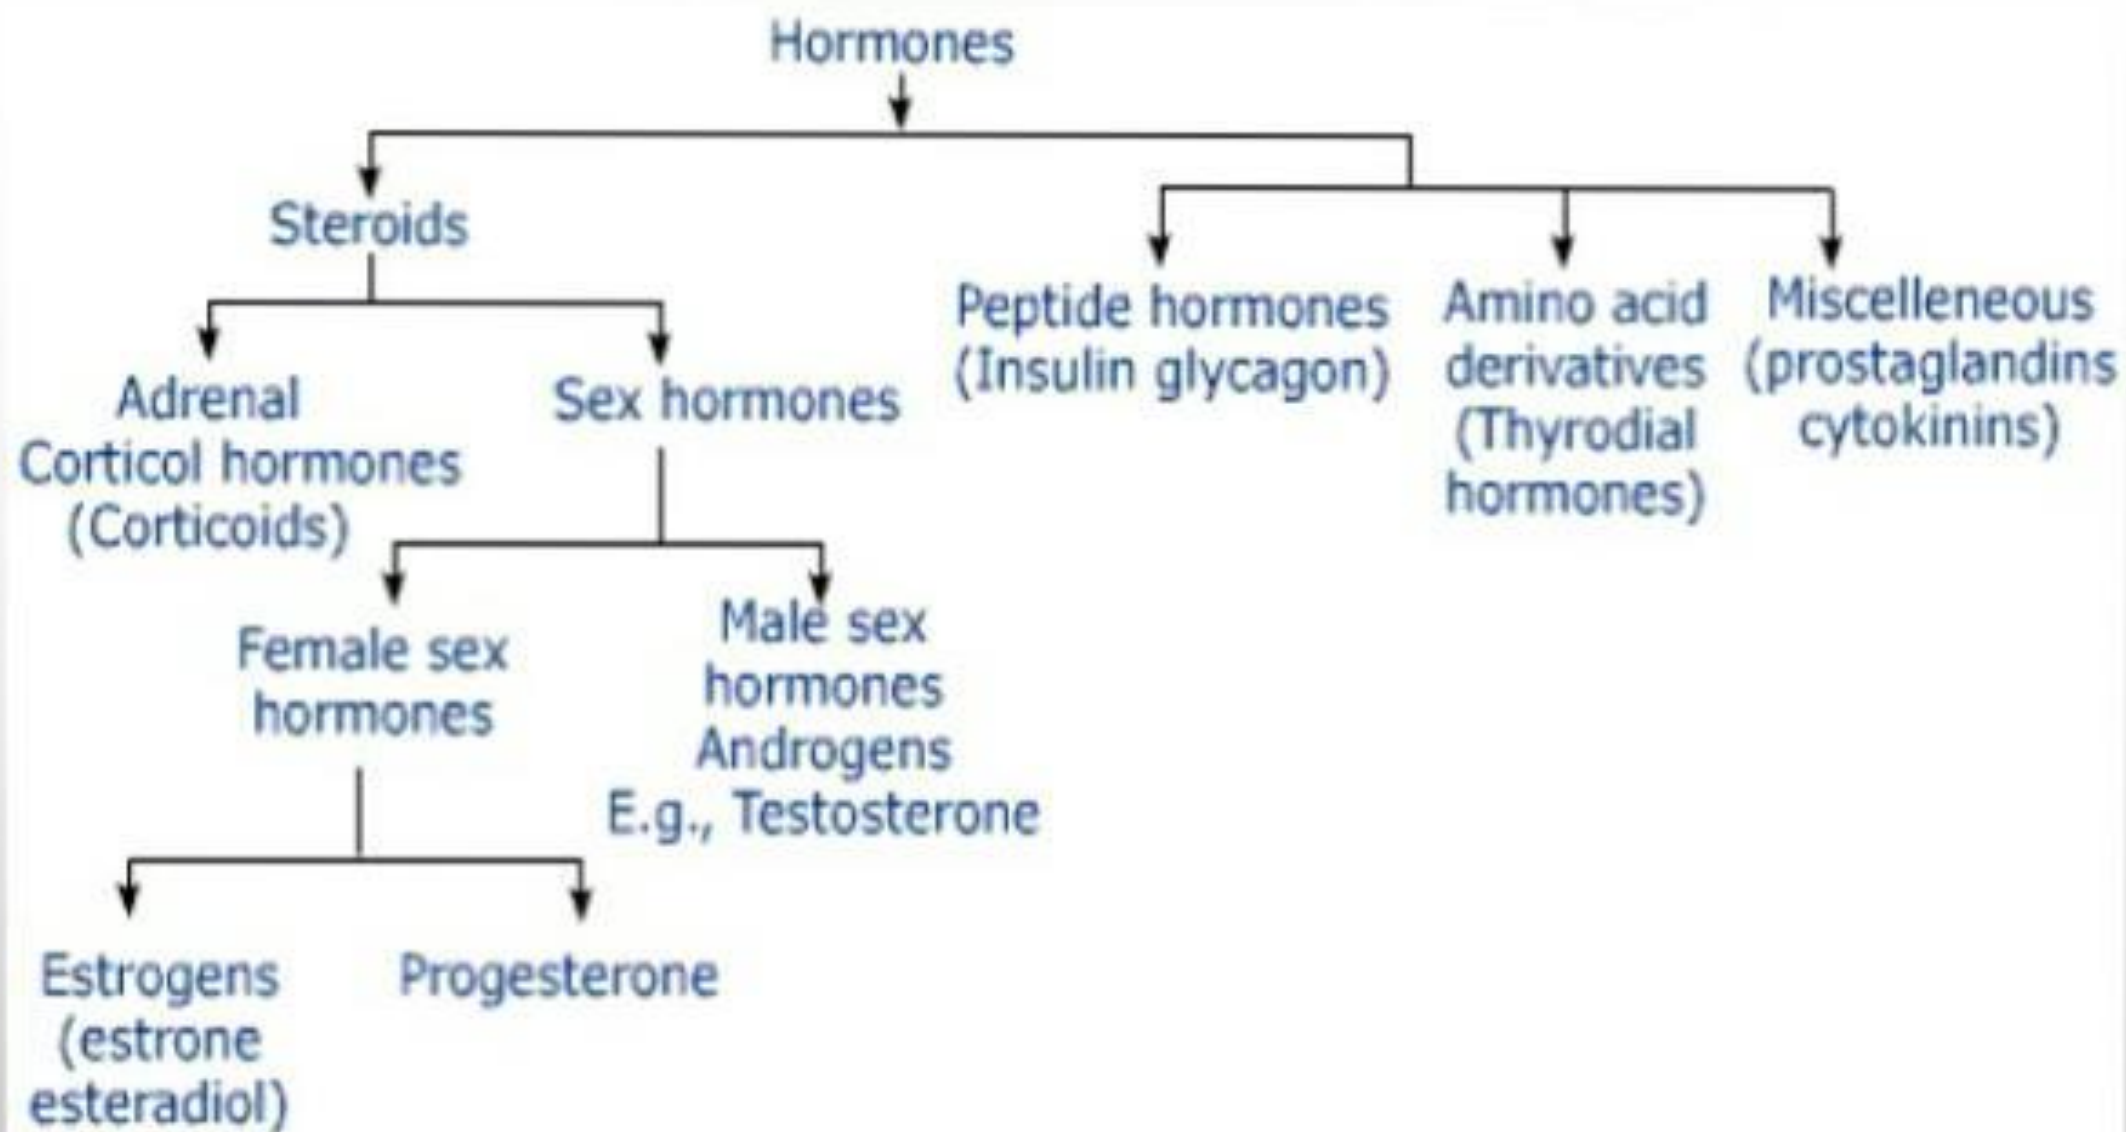 Hormones
Steroids
Peptide hormones
(Insulin glycagon)
Amino acid
derivatives
(Thyrodial
hormones)
Miscelleneous
(prostaglandins
cytokinins)
Adrenal
Corticol hormones
(Corticoids)
Sex hormones
Female sex
hormones
Male sex
hormones
Androgens
E.g., Testosterone
Estrogens
(estrone
esteradiol)
Progesterone